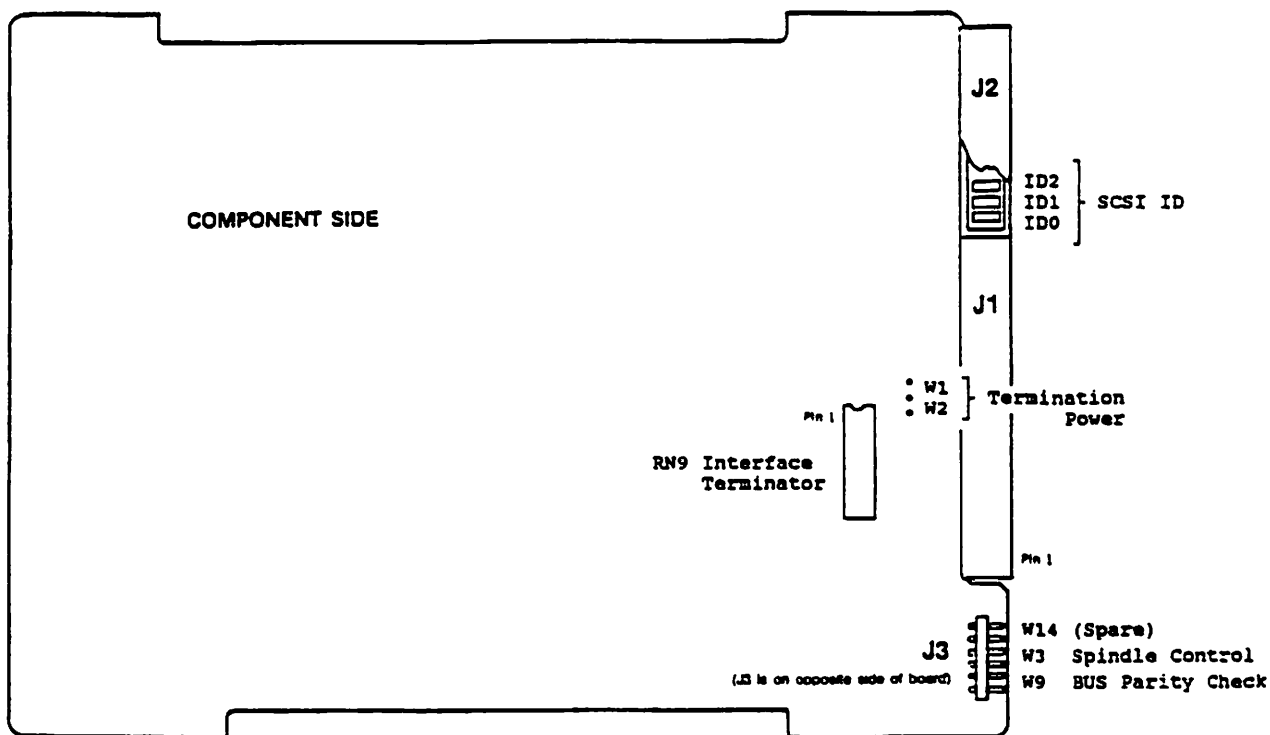 J2
ID2
ID1
ID0
SCSI ID
COMPONENT SIDE
J1
W1
W2
Termination
Power
Pin 1
RN9 Interface
Terminator
Pin 1
W14 (Spare)
J3
W3 Spindle Control
(J3 is on opposite side of board)
W9 BUS Parity Check